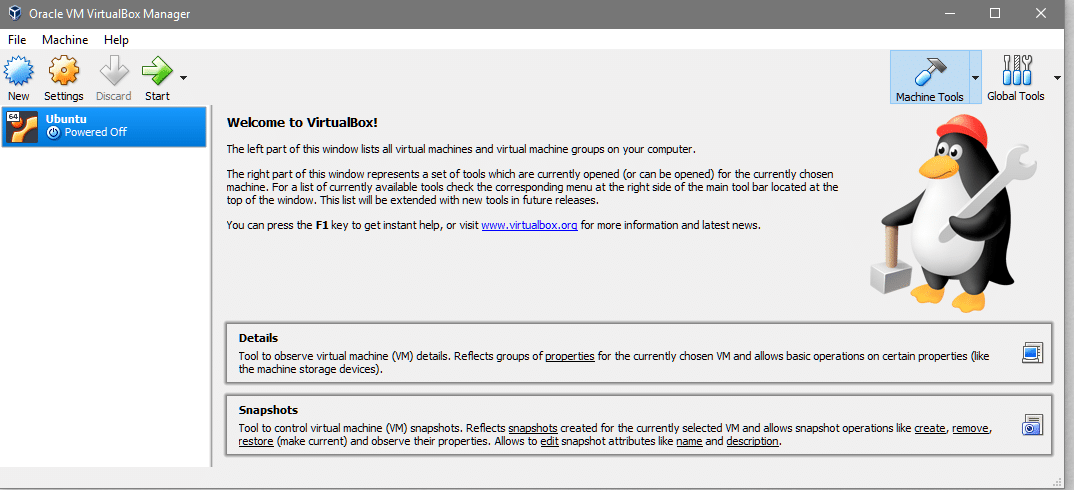 Oracle VM VirtualBox Manager
File Machine Help
New Settings Discard Start Machine Tools Global Tools
64 Ubuntu
Powered Off
Welcome to VirtualBox!
The left part of this window lists all virtual machines and virtual machine groups on your computer.
The right part of this window represents a set of tools which are currently opened (or can be opened) for the currently chosen
machine. For a list of currently available tools check the corresponding menu at the right side of the main tool bar located at the
top of the window. This list will be extended with new tools in future releases.
You can press the F1 key to get instant help, or visit www.virtualbox.org for more information and latest news.
Details
Tool to observe virtual machine (VM) details. Reflects groups of properties for the currently chosen VM and allows basic operations on certain properties (like
the machine storage devices).
Snapshots
Tool to control virtual machine (VM) snapshots. Reflects snapshots created for the currently selected VM and allows snapshot operations like create, remove,
restore (make current) and observe their properties. Allows to edit snapshot attributes like name and description.